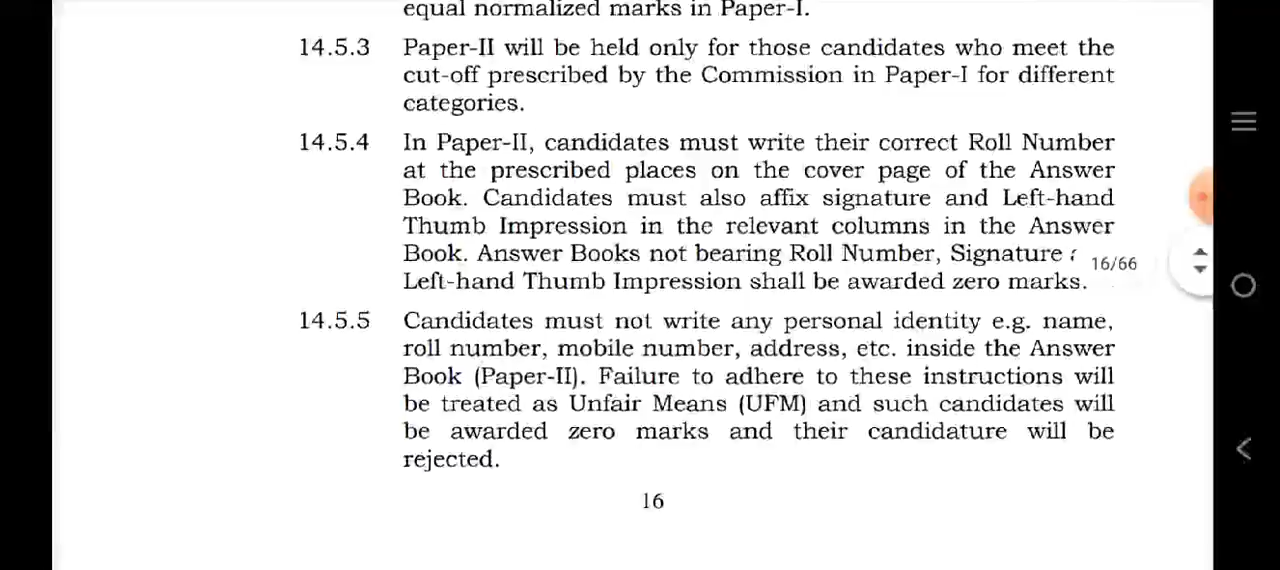 equal normalized marks in Paper-I.
14.5.3 Paper-II will be held only for those candidates who meet the
cut-off prescribed by the Commission in Paper-I for different
categories.
14.5.4 In Paper-II, candidates must write their correct Roll Number
at the prescribed places on the cover page of the Answer
Book. Candidates must also affix signature and Left-hand
Thumb Impression in the relevant columns in the Answer
Book. Answer Books not bearing Roll Number, Signature
16/66
Left-hand Thumb Impression shall be awarded zero marks.
14.5.5 Candidates must not write any personal identity e.g. name,
roll number, mobile number, address, etc. inside the Answer
Book (Paper-II). Failure to adhere to these instructions will
be treated as Unfair Means (UFM) and such candidates will
be awarded zero marks and their candidature will be
rejected.
16